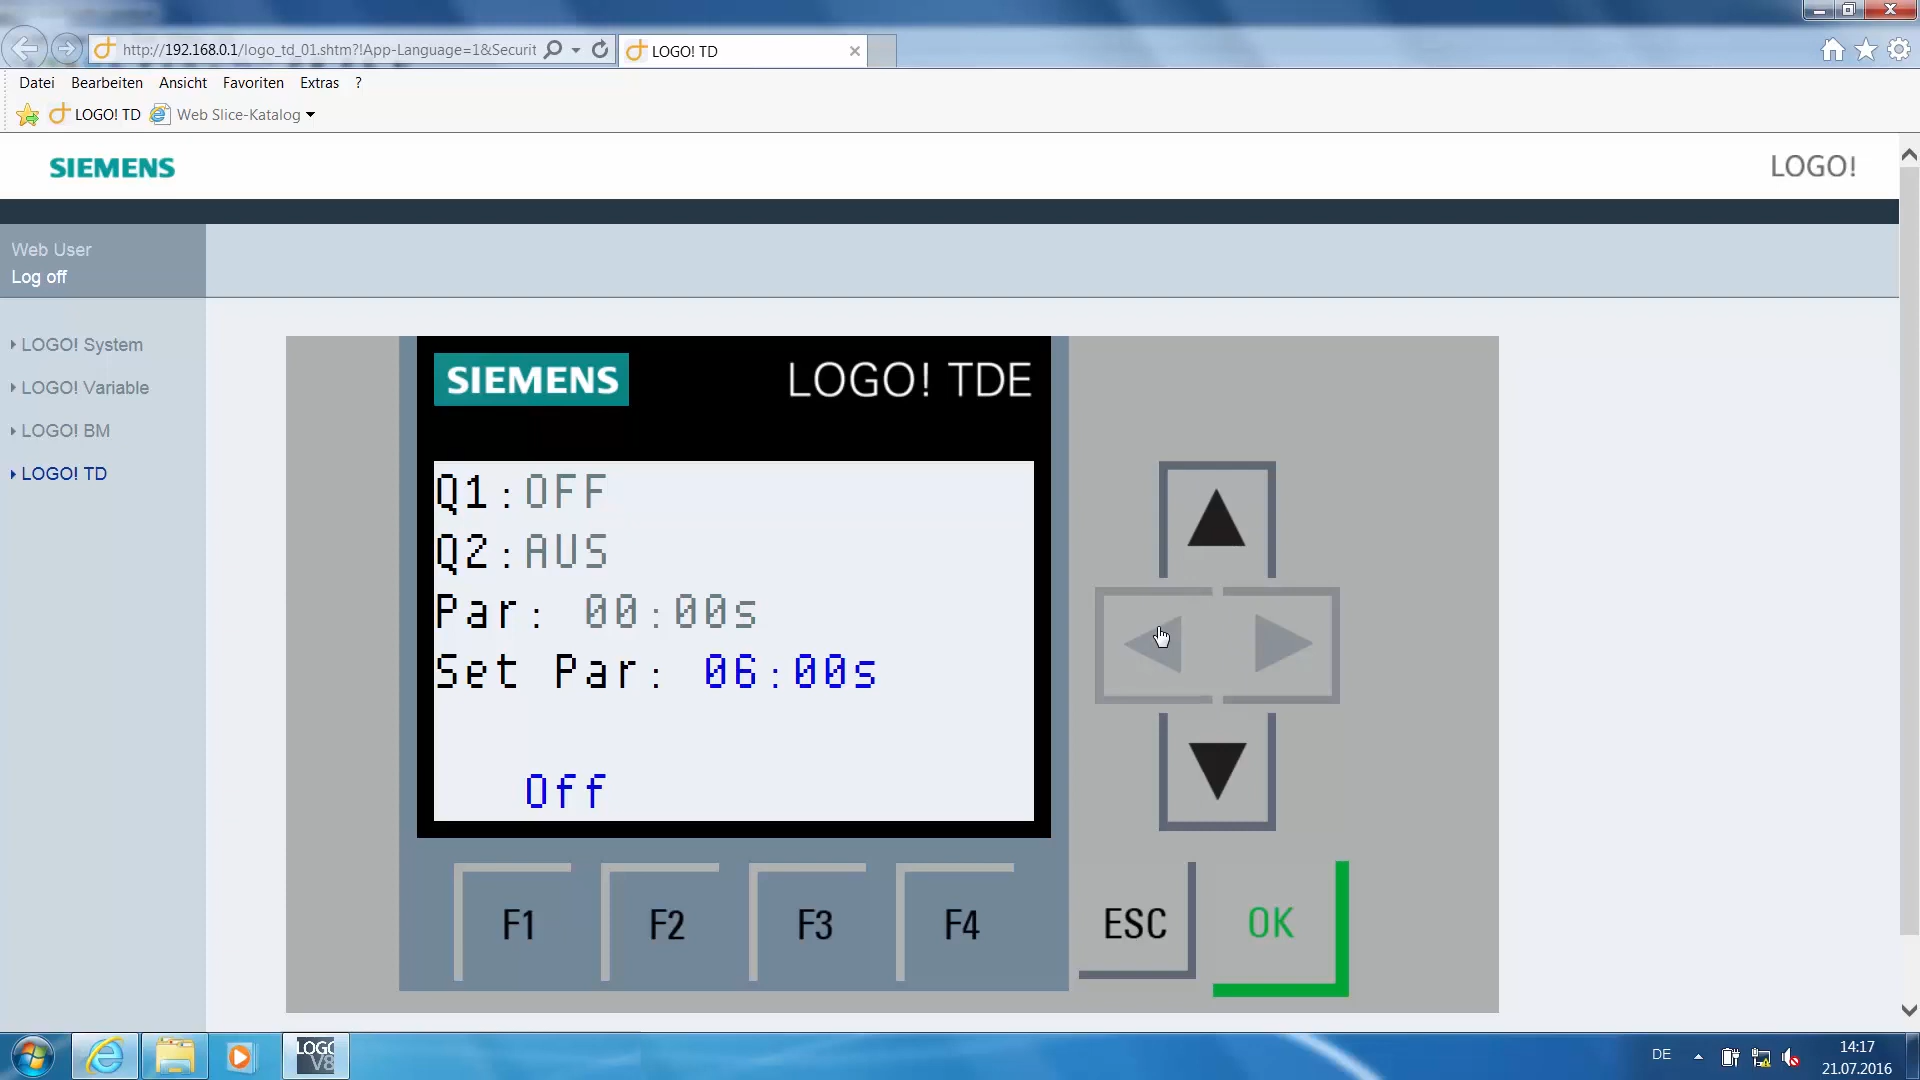 http://192.168.0.1/logo_td_01.shtm?!App-Language=1&Securit
LOGO! TD
Datei Bearbeiten Ansicht Favoriten Extras ?
LOGO! TD Web Slice-Katalog
SIEMENS
LOGO!
Web User
Log off
LOGO! System
LOGO! Variable
LOGO! BM
LOGO! TD
SIEMENS LOGO! TDE
Q1:OFF
Q2:AUS
Par: 00:00s
Set Par: 06:00s
Off
F1 F2 F3 F4 ESC OK
LOGO
V8
DE
14:17
21.07.2016